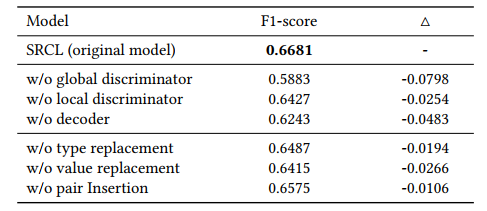 Model F1-score △
SRCL (original model) 0.6681 -
w/o global discriminator 0.5883 -0.0798
w/o local discriminator 0.6427 -0.0254
w/o decoder 0.6243 -0.0483
w/o type replacement 0.6487 -0.0194
w/o value replacement 0.6415 -0.0266
w/o pair Insertion 0.6575 -0.0106